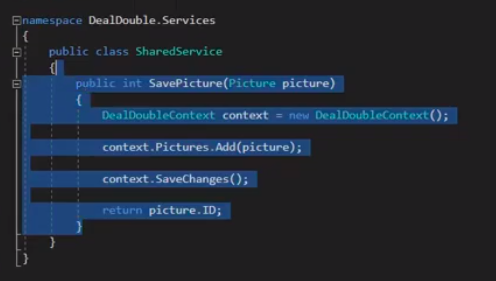 namespace DealDouble.Services
{
    public class SharedService
    {
        public int SavePicture(Picture picture)
        {
            DealDoubleContext context = new DealDoubleContext();
            context.Pictures.Add(picture);
            context.SaveChanges();
            return picture.ID;
        }
    }
}